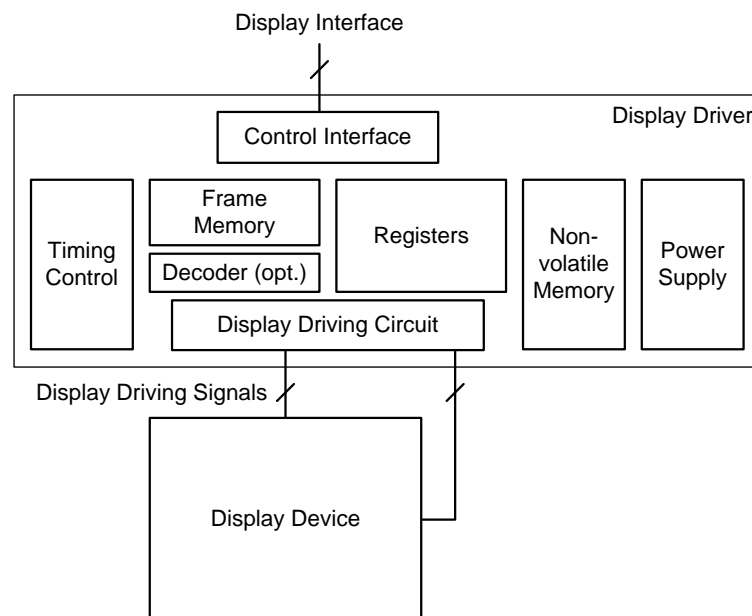 Display Interface
Display Driver
Control Interface
Timing
Control
Frame
Memory
Decoder (opt.)
Registers
Non-
volatile
Memory
Power
Supply
Display Driving Circuit
Display Driving Signals
Display Device